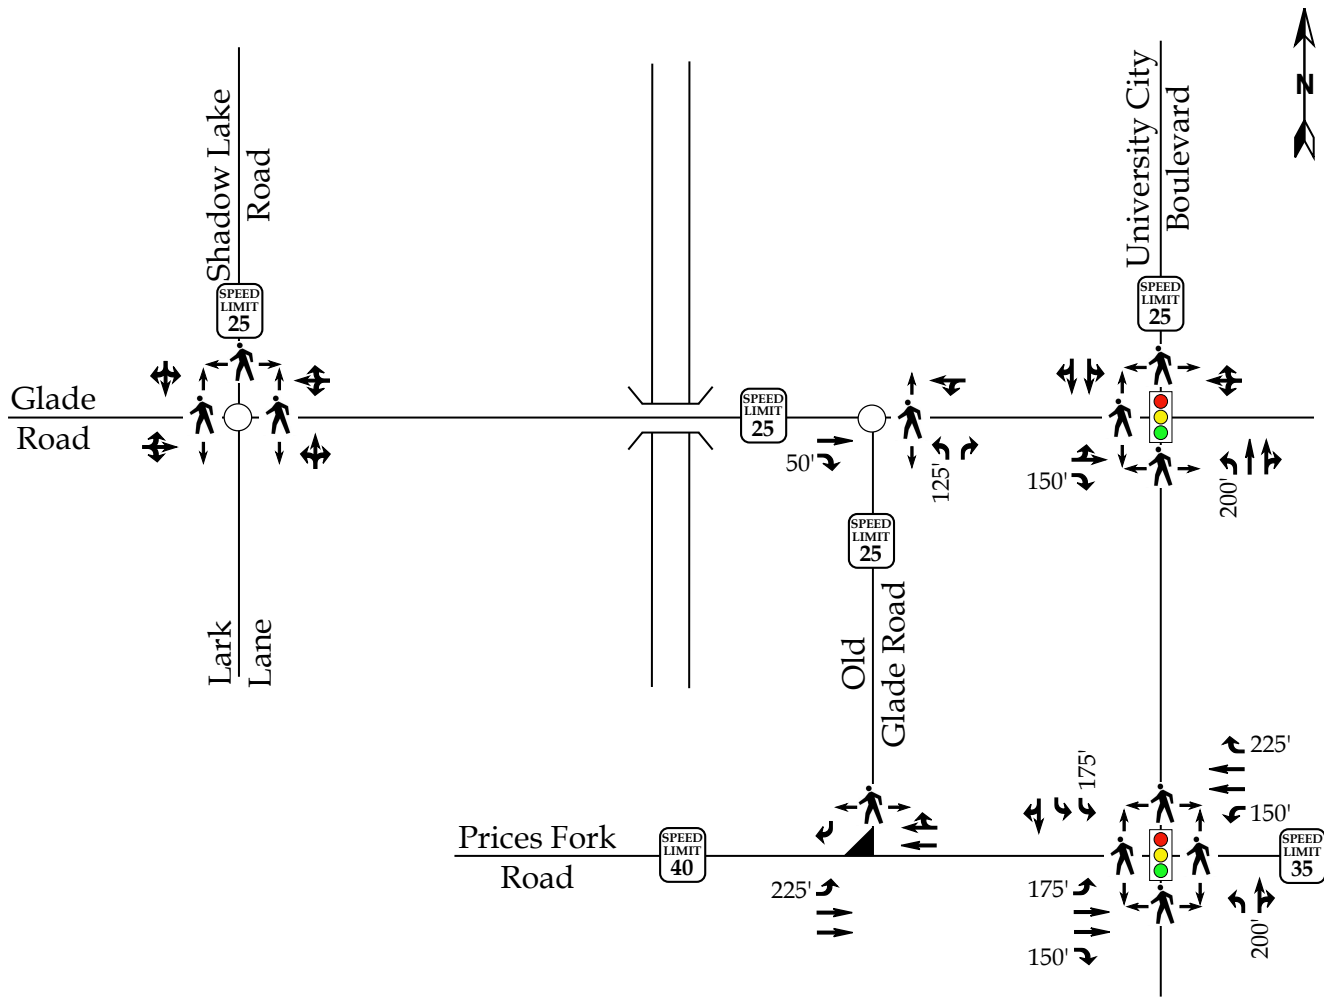 N
University City
Boulevard
Shadow Lake
Road
SPEED
LIMIT
25
SPEED
LIMIT
25
Glade
Road
SPEED
LIMIT
25
50'
125'
150'
200'
SPEED
LIMIT
25
Lark
Lane
Old
Glade Road
175'
225'
150'
Prices Fork
Road
SPEED
LIMIT
40
SPEED
LIMIT
35
225'
175'
150'
200'